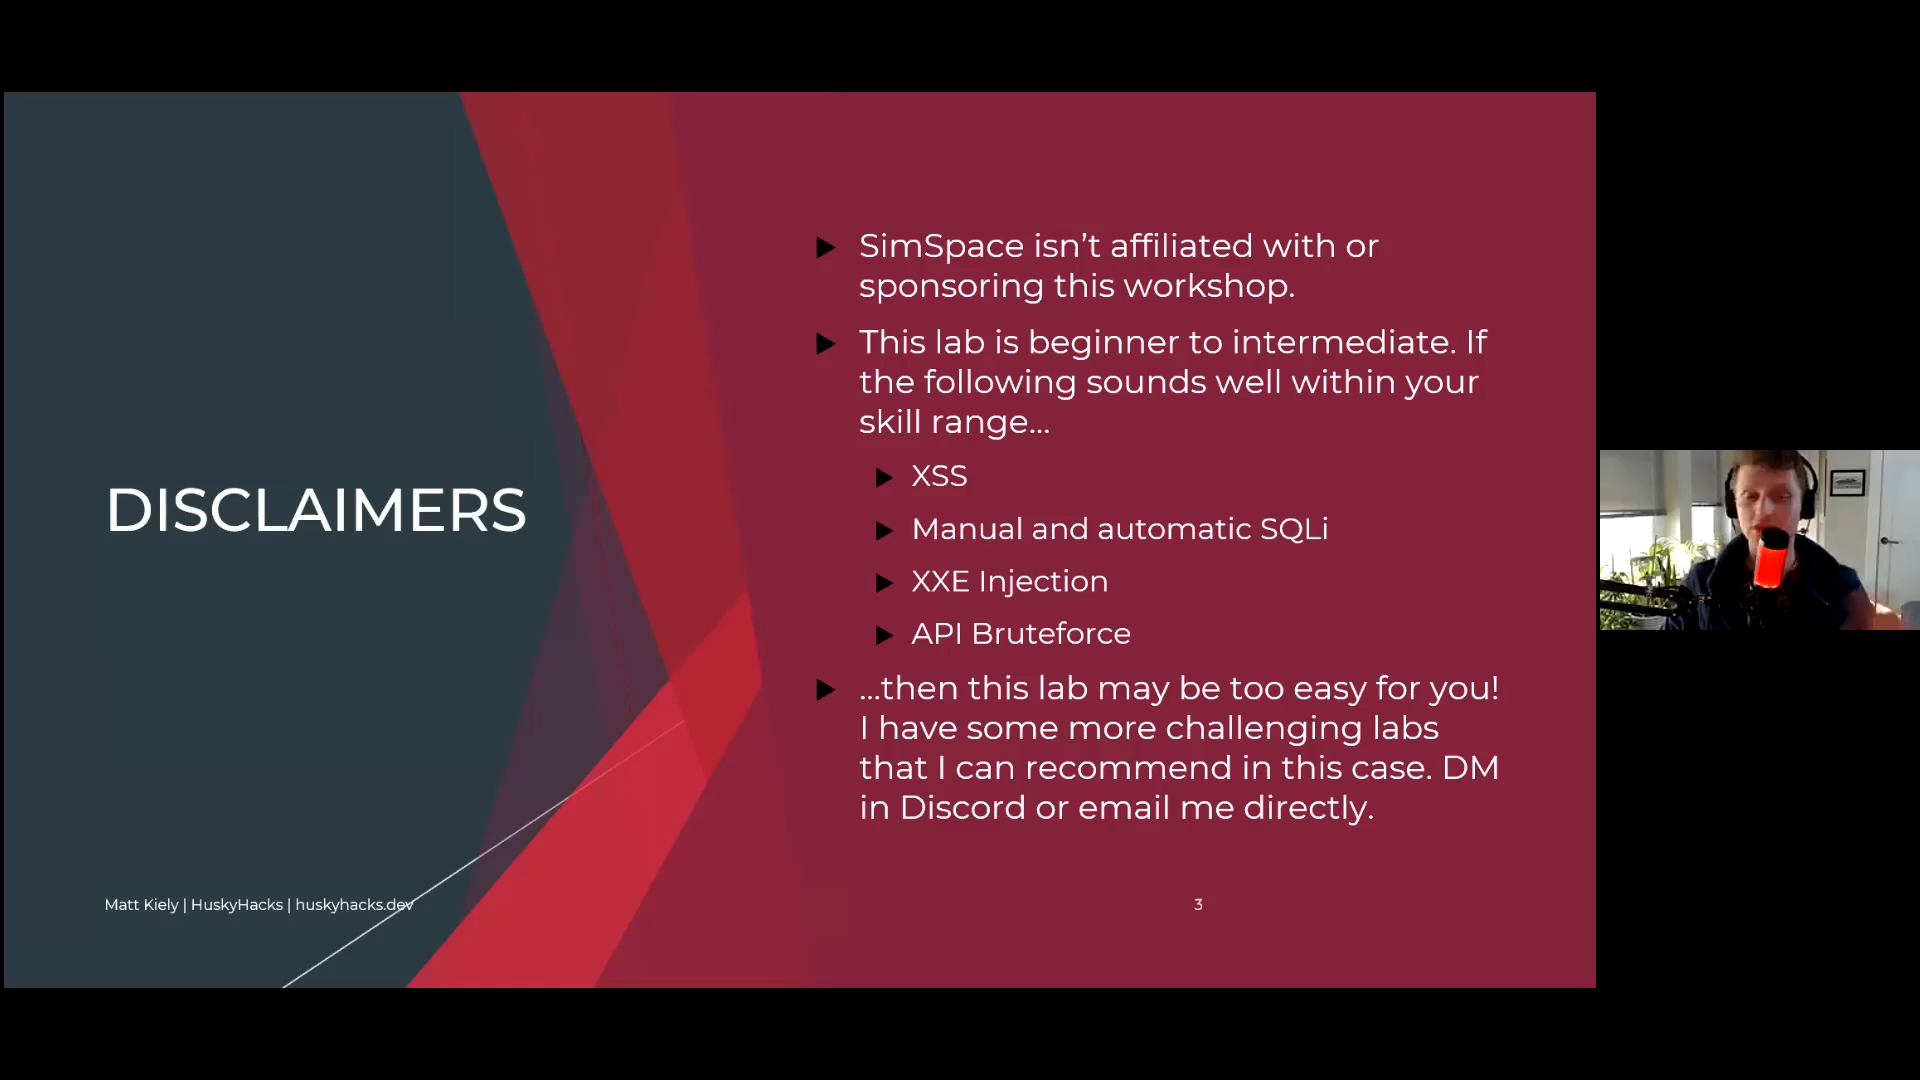 DISCLAIMERS
SimSpace isn’t affiliated with or
sponsoring this workshop.
This lab is beginner to intermediate. If
the following sounds well within your
skill range…
XSS
Manual and automatic SQLi
XXE Injection
API Bruteforce
…then this lab may be too easy for you!
I have some more challenging labs
that I can recommend in this case. DM
in Discord or email me directly.
Matt Kiely | HuskyHacks | huskyhacks.dev
3